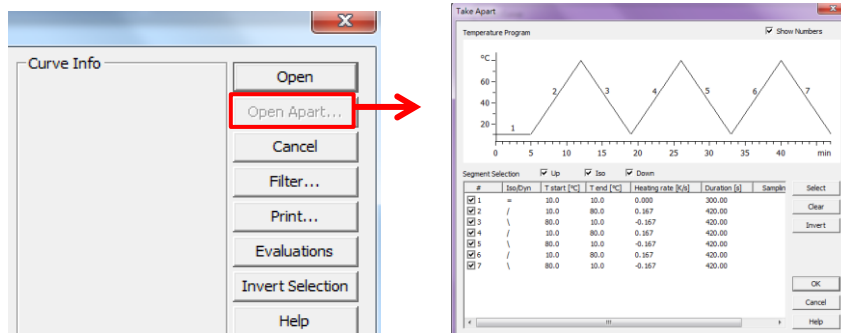 Curve Info
Open
Open Apart...
Cancel
Filter...
Print...
Evaluations
Invert Selection
Help
Take Apart
Temperature Program
Show Numbers
°C
60
40
20
1 2 3 4 5 6 7
0 5 10 15 20 25 30 35 40 min
Segment Selection Up Iso Down
# Iso/Dyn T start [°C] T end [°C] Heating rate [K/s] Duration [s] Samplin
1 = 10.0 10.0 0.000 300.00
2 / 10.0 80.0 0.167 420.00
3 \ 80.0 10.0 -0.167 420.00
4 / 10.0 80.0 0.167 420.00
5 \ 80.0 10.0 -0.167 420.00
6 / 10.0 80.0 0.167 420.00
7 \ 80.0 10.0 -0.167 420.00
Select
Clear
Invert
OK
Cancel
Help